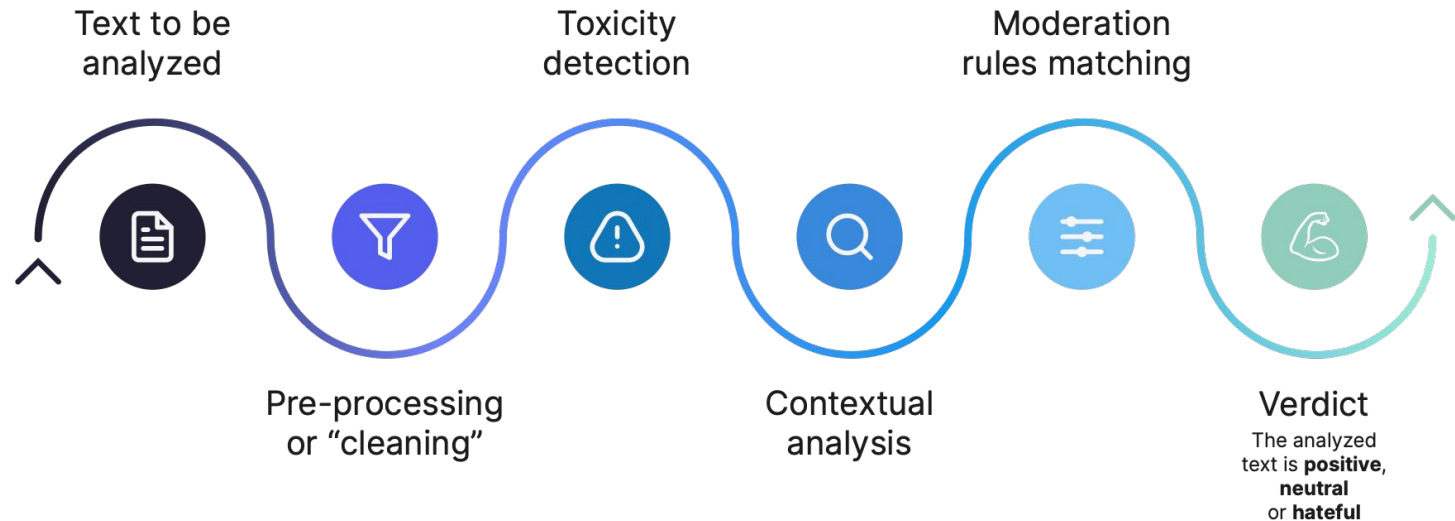 Text to be
analyzed
Pre-processing
or “cleaning”
Toxicity
detection
Contextual
analysis
Moderation
rules matching
Verdict
The analyzed
text is positive,
neutral
or hateful